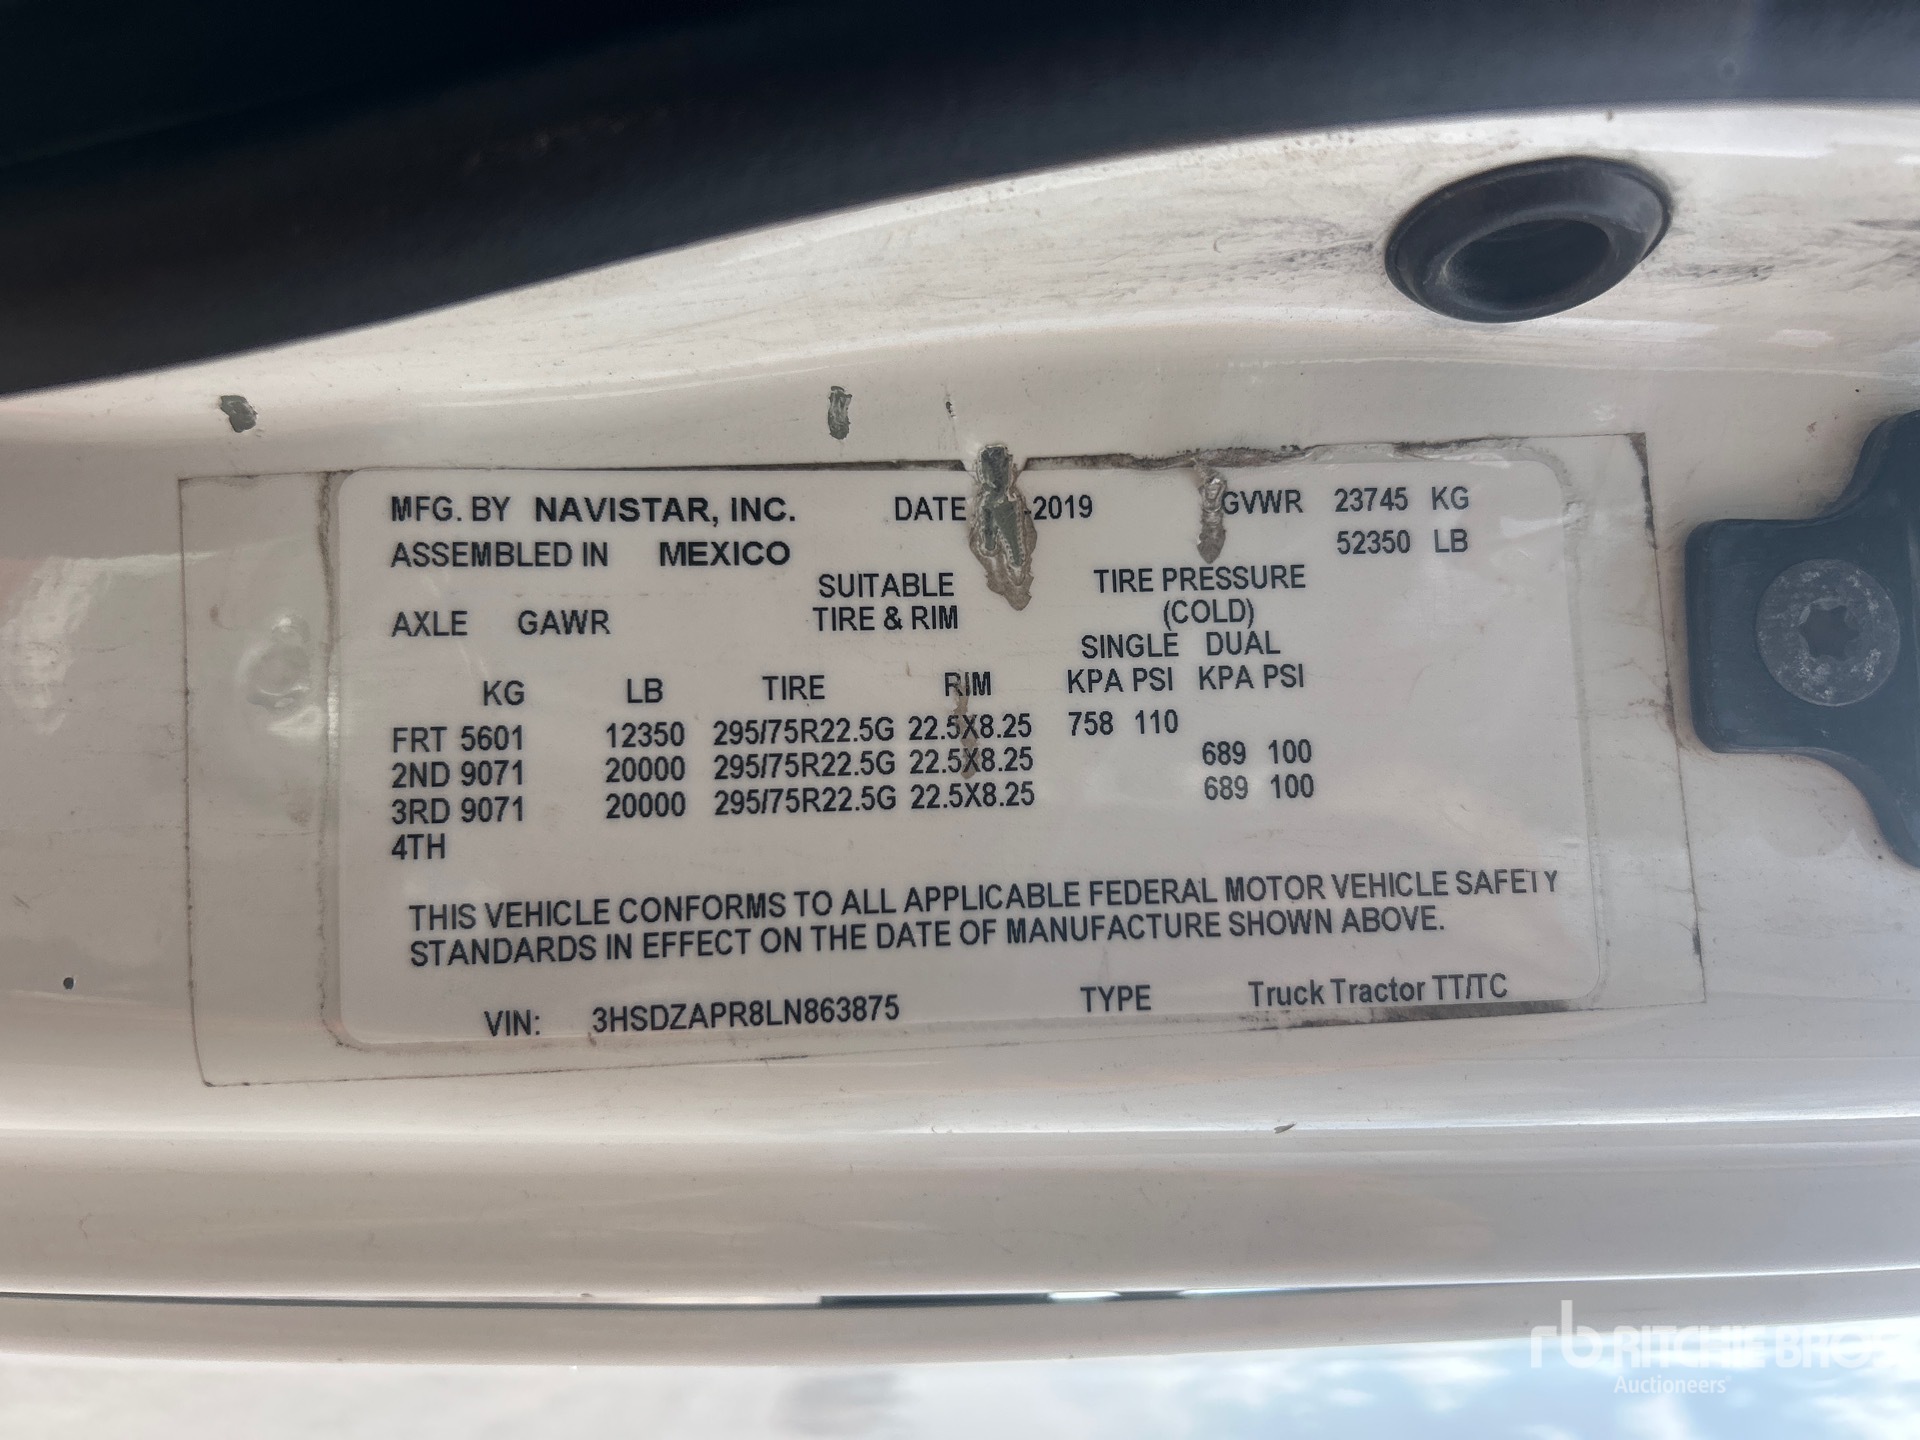 MFG. BY NAVISTAR, INC. DATE -2019 GVWR 23745 KG
ASSEMBLED IN MEXICO 52350 LB
SUITABLE TIRE PRESSURE
AXLE GAWR TIRE & RIM (COLD)
SINGLE DUAL
KG LB TIRE RIM KPA PSI KPA PSI
FRT 5601 12350 295/75R22.5G 22.5X8.25 758 110
2ND 9071 20000 295/75R22.5G 22.5X8.25 689 100
3RD 9071 20000 295/75R22.5G 22.5X8.25 689 100
4TH
THIS VEHICLE CONFORMS TO ALL APPLICABLE FEDERAL MOTOR VEHICLE SAFETY
STANDARDS IN EFFECT ON THE DATE OF MANUFACTURE SHOWN ABOVE.
VIN: 3HSDZAPR8LN863875 TYPE Truck Tractor TT/TC
rb RITCHIE BROS
Auctioneers